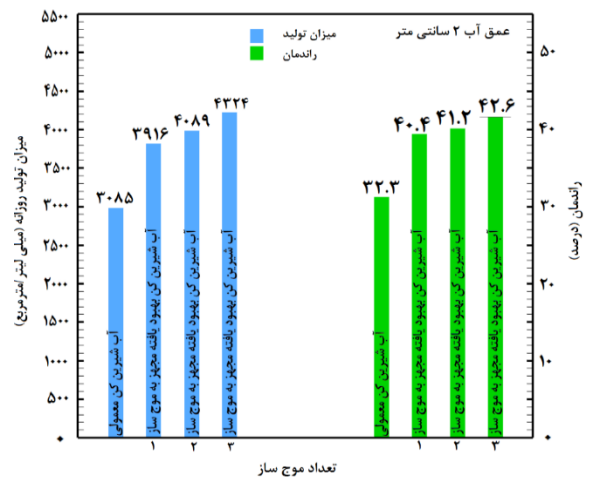 عمق آب ۲ سانتی متر
میزان تولید
راندمان
میزان تولید روزانه (میلی لیتر/مترمربع)
۵۵۰۰
۵۰۰۰
۴۵۰۰
۴۰۰۰
۳۵۰۰
۳۰۰۰
۲۵۰۰
۲۰۰۰
۱۵۰۰
۱۰۰۰
۵۰۰
۰
۳۰۸۵
۳۹۱۶
۴۰۸۹
۴۳۲۴
آب شیرین کن معمولی
آب شیرین کن بهبود یافته مجهز به موج ساز
آب شیرین کن بهبود یافته مجهز به موج ساز
آب شیرین کن بهبود یافته مجهز به موج ساز
۱
۲
۳
۳۲.۳
۴۰.۴
۴۱.۲
۴۲.۶
آب شیرین کن معمولی
آب شیرین کن بهبود یافته مجهز به موج ساز
آب شیرین کن بهبود یافته مجهز به موج ساز
آب شیرین کن بهبود یافته مجهز به موج ساز
۱
۲
۳
۵۰
۴۰
۳۰
۲۰
۱۰
۰
راندمان (درصد)
تعداد موج ساز